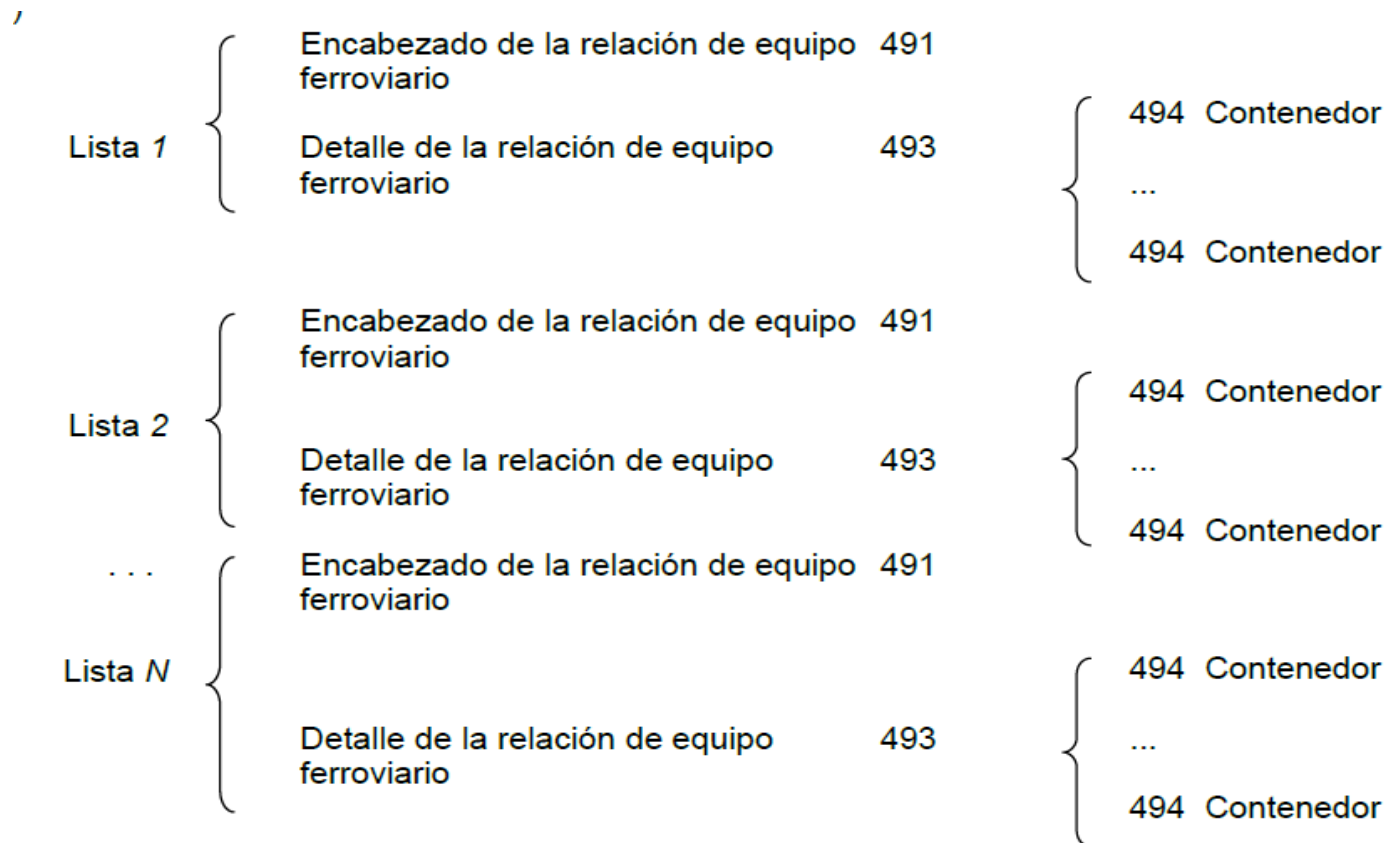 Encabezado de la relación de equipo 491
ferroviario
494 Contenedor
Lista 1
Detalle de la relación de equipo 493
ferroviario
...
494 Contenedor
Encabezado de la relación de equipo 491
ferroviario
494 Contenedor
Lista 2
Detalle de la relación de equipo 493
ferroviario
...
494 Contenedor
. . .
Encabezado de la relación de equipo 491
ferroviario
Lista N
494 Contenedor
Detalle de la relación de equipo 493
ferroviario
...
494 Contenedor